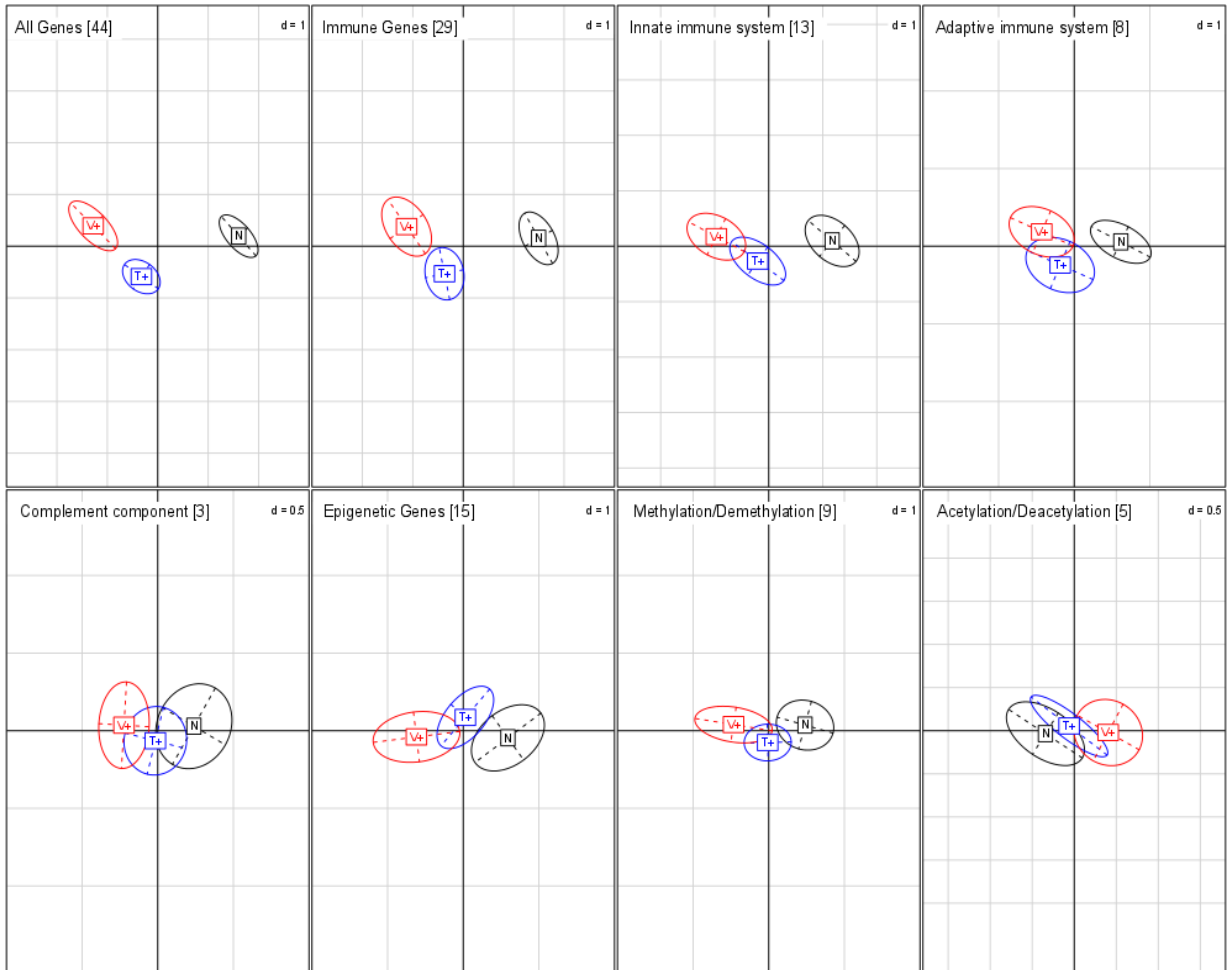 All Genes [44] d = 1
V+
N
T+
Immune Genes [29] d = 1
V+
N
T+
Innate immune system [13] d = 1
V+
N
T+
Adaptive immune system [8] d = 1
V+
N
T+
Complement component [3] d = 0.5
V+
N
T+
Epigenetic Genes [15] d = 1
T+
V+
N
Methylation/Demethylation [9] d = 1
V+
N
T+
Acetylation/Deacetylation [5] d = 0.5
T+
N
V+